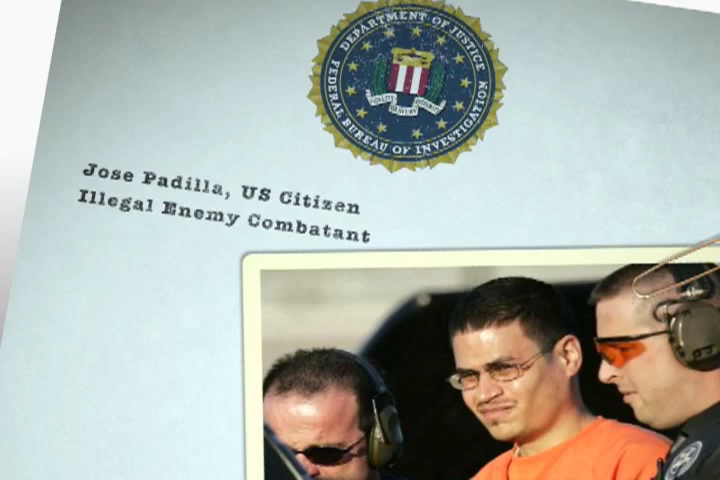 DEPARTMENT OF JUSTICE
FEDERAL BUREAU OF INVESTIGATION
Jose Padilla, US Citizen
Illegal Enemy Combatant